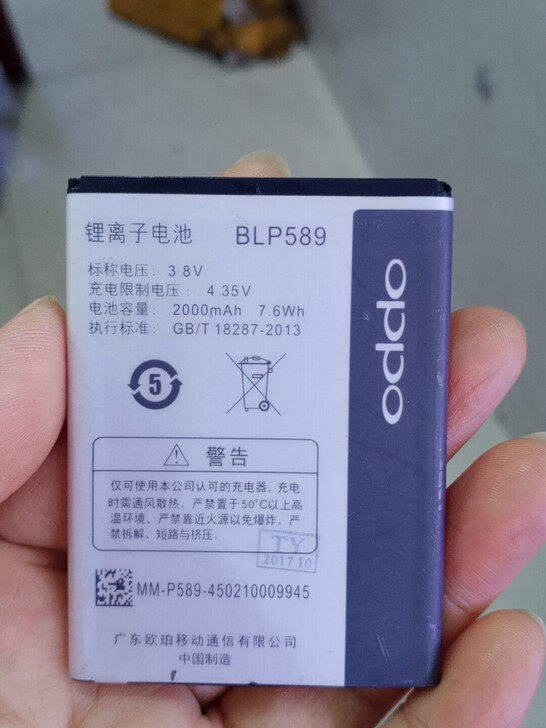 锂离子电池 BLP589
标称电压: 3.8V
充电限制电压: 4.35V
电池容量: 2000mAh 7.6Wh
执行标准: GB/T 18287-2013
oppo
5
警告
仅可使用本公司认可的充电器,充电
时需通风散热。严禁置于50℃以上高
温环境,严禁靠近火源以免爆炸。严
禁拆解、短路与挤压。
TY
2017 10
MM-P589-450210009945
广东欧珀移动通信有限公司
中国制造